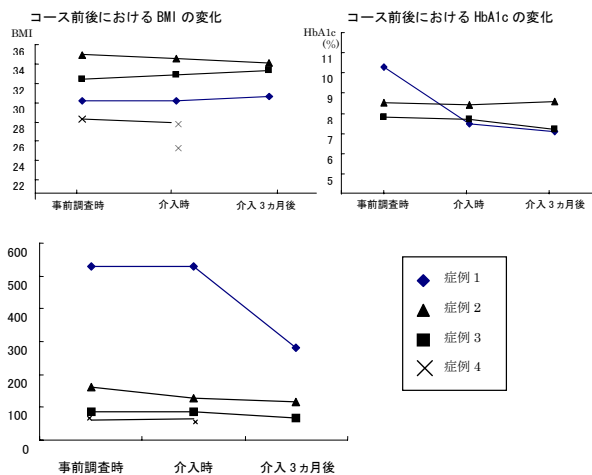 コース前後における BMI の変化
BMI
36
34
32
30
28
26
24
22
事前調査時 介入時 介入 3ヵ月後
コース前後における HbA1c の変化
HbA1c
(%)
11
10
9
8
7
6
5
事前調査時 介入時 介入 3ヵ月後
600
500
400
300
200
100
0
事前調査時 介入時 介入 3ヵ月後
症例 1
症例 2
症例 3
症例 4